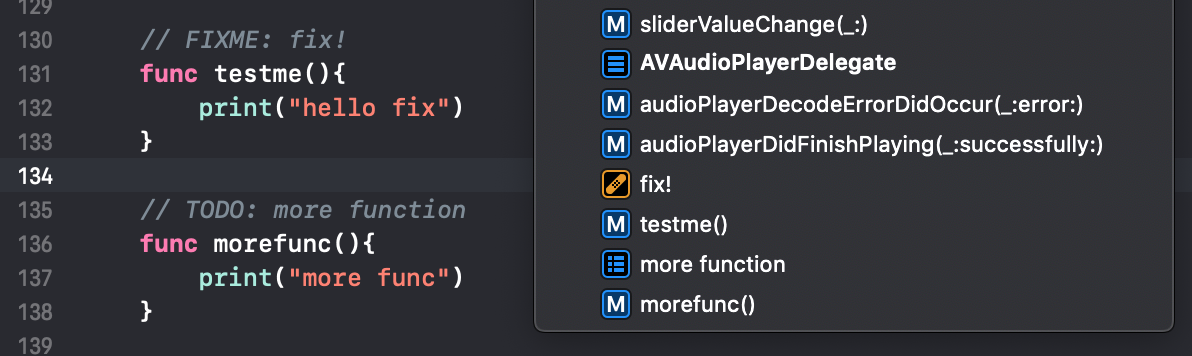 129
130 // FIXME: fix!
131 func testme(){
132 print("hello fix")
133 }
134
135 // TODO: more function
136 func morefunc(){
137 print("more func")
138 }
139
M sliderValueChange(_:)
AVAudioPlayerDelegate
M audioPlayerDecodeErrorDidOccur(_:error:)
M audioPlayerDidFinishPlaying(_:successfully:)
fix!
M testme()
more function
M morefunc()